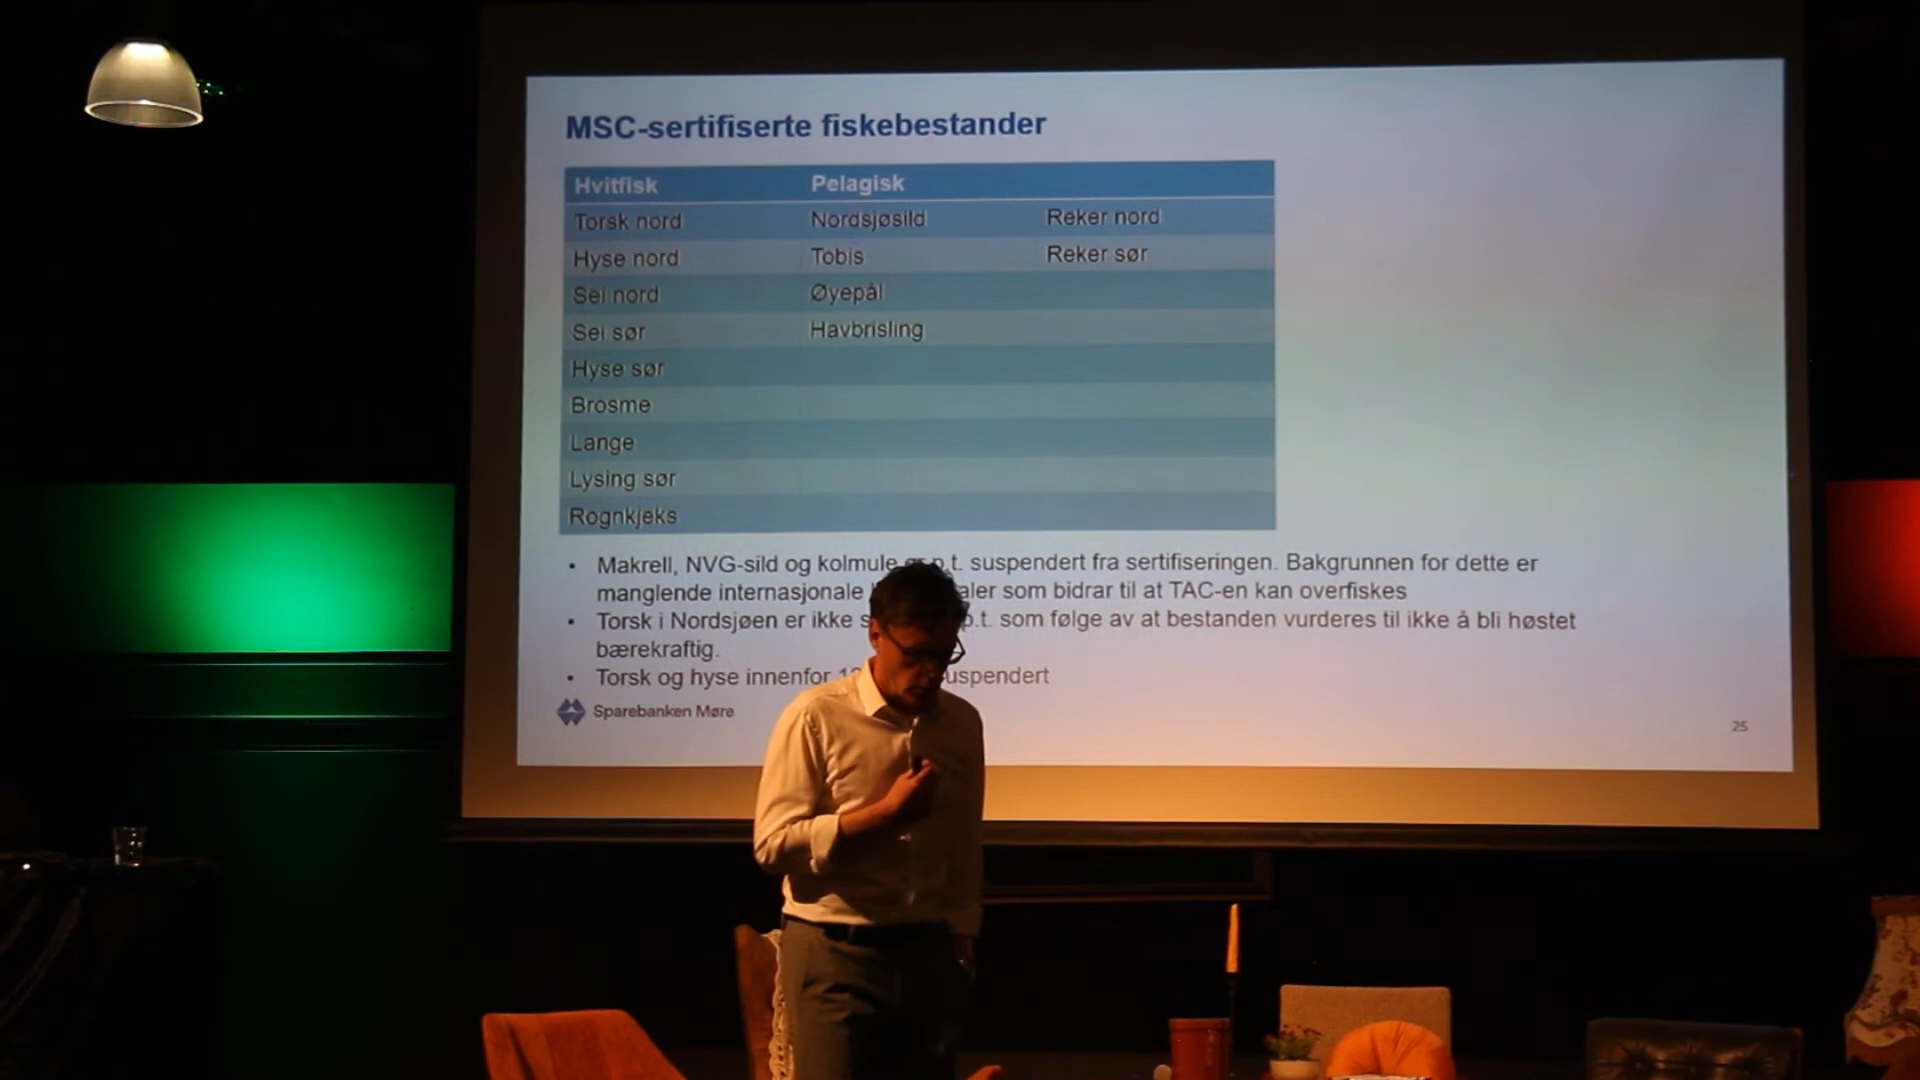 MSC-sertifiserte fiskebestander
Hvitfisk Pelagisk
Torsk nord Nordsjøsild Reker nord
Hyse nord Tobis Reker sør
Sei nord Øyepål
Sei sør Havbrisling
Hyse sør
Brosme
Lange
Lysing sør
Rognkjeks
• Makrell, NVG-sild og kolmule p.t. suspendert fra sertifiseringen. Bakgrunnen for dette er
manglende internasjonale som bidrar til at TAC-en kan overfiskes
• Torsk i Nordsjøen er ikke p.t. som følge av at bestanden vurderes til ikke å bli høstet
bærekraftig.
• Torsk og hyse innenfor suspendert
Sparebanken Møre
25